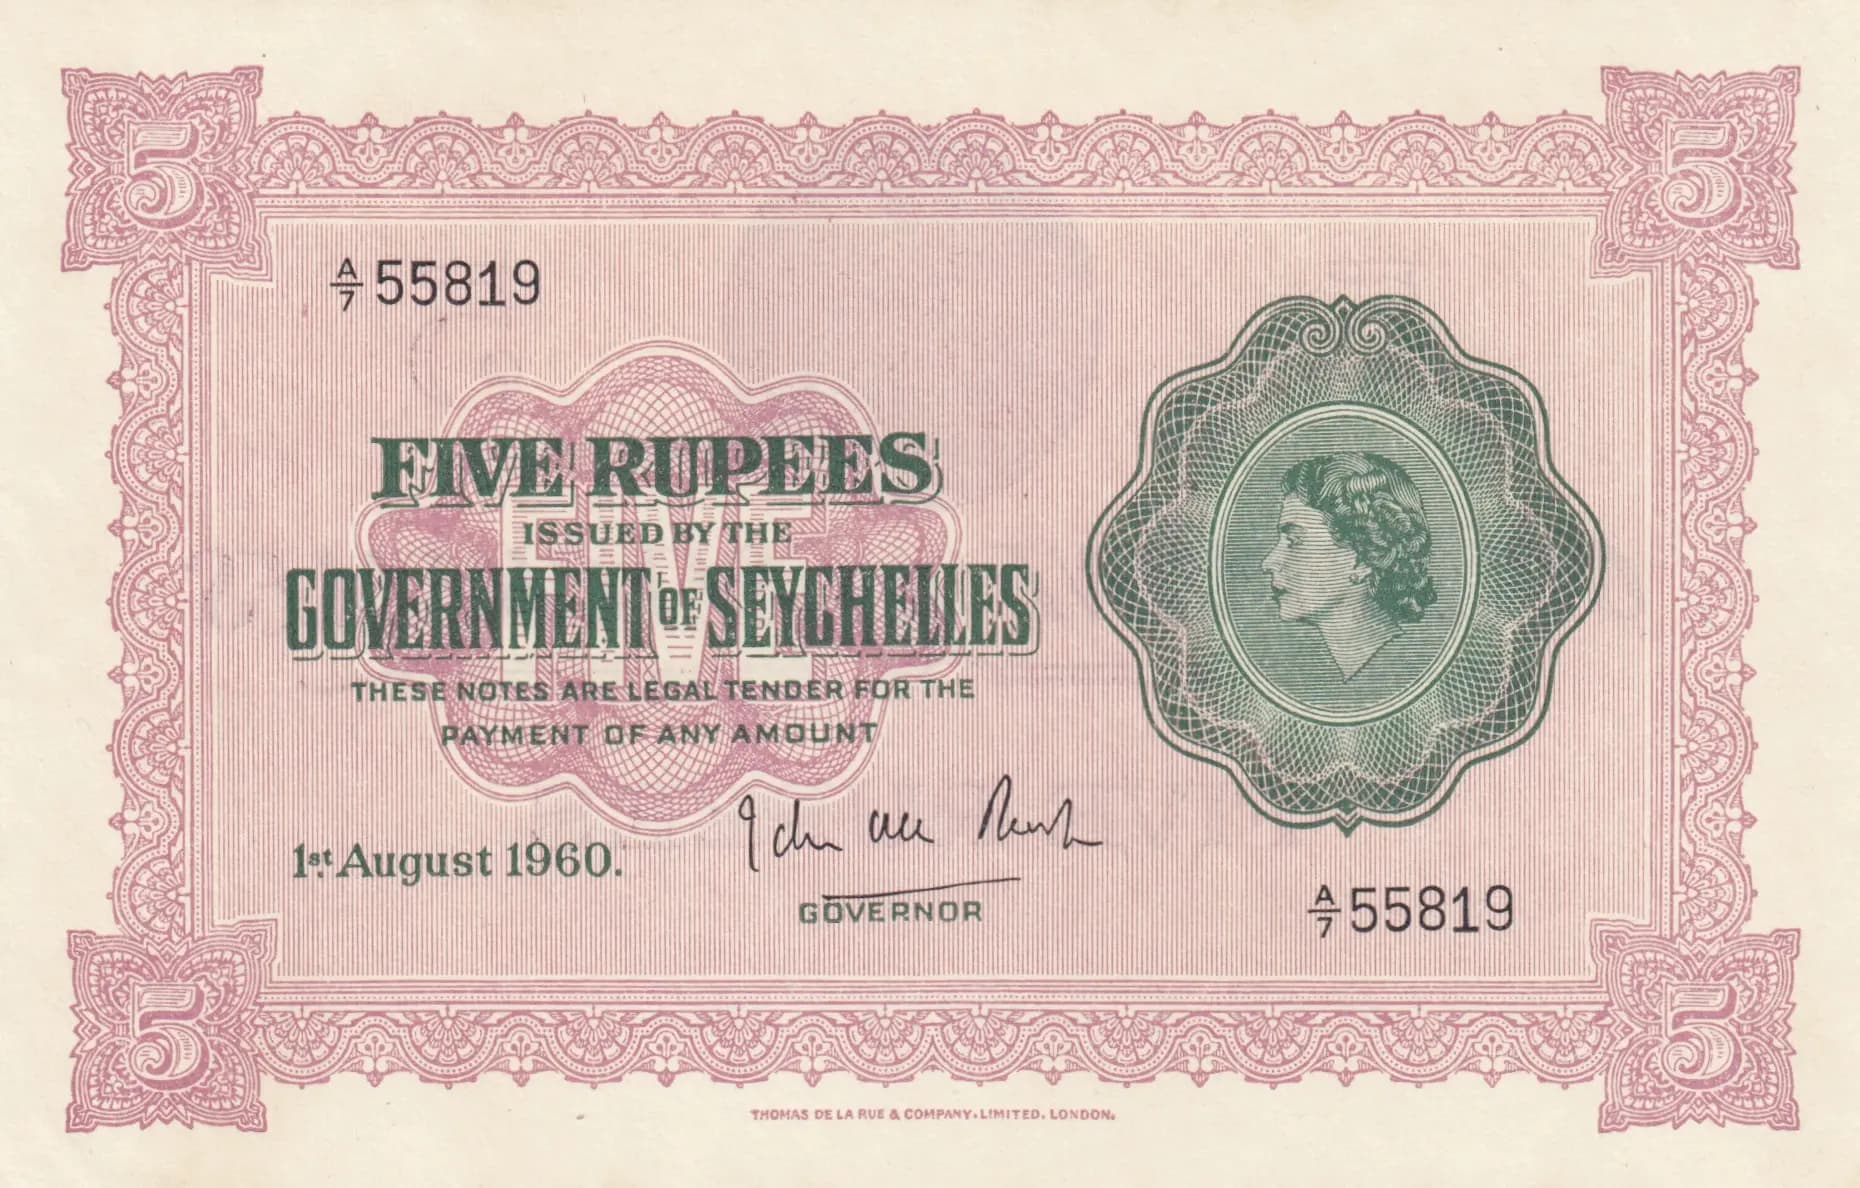 5 5
A/7 55819
FIVE RUPEES
ISSUED BY THE
FIVE
GOVERNMENT OF SEYCHELLES
THESE NOTES ARE LEGAL TENDER FOR THE
PAYMENT OF ANY AMOUNT
1st August 1960.
GOVERNOR
A/7 55819
5 5
THOMAS DE LA RUE & COMPANY, LIMITED, LONDON.